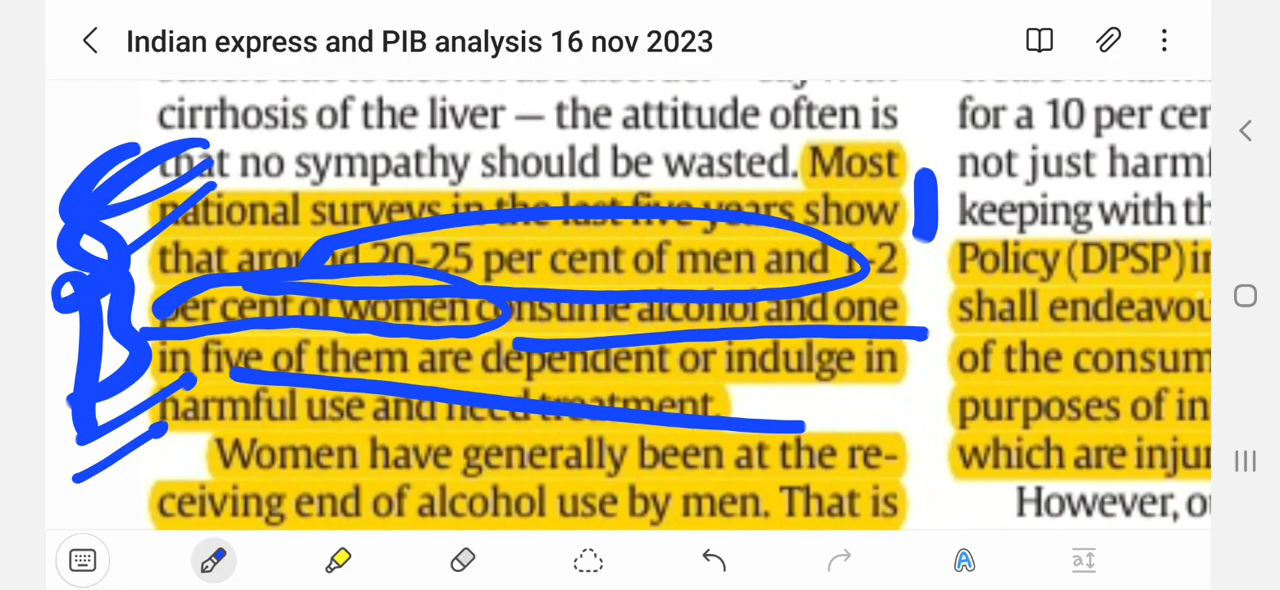 Indian express and PIB analysis 16 nov 2023
cirrhosis of the liver — the attitude often is
that no sympathy should be wasted. Most
national surveys in the last five years show
that around 20-25 per cent of men and 1-2
per cent of women consume alcohol and one
in five of them are dependent or indulge in
harmful use and need treatment.
Women have generally been at the re-
ceiving end of alcohol use by men. That is
for a 10 per cer
not just harmf
keeping with th
Policy (DPSP) in
shall endeavou
of the consum
purposes of in
which are injur
However, o